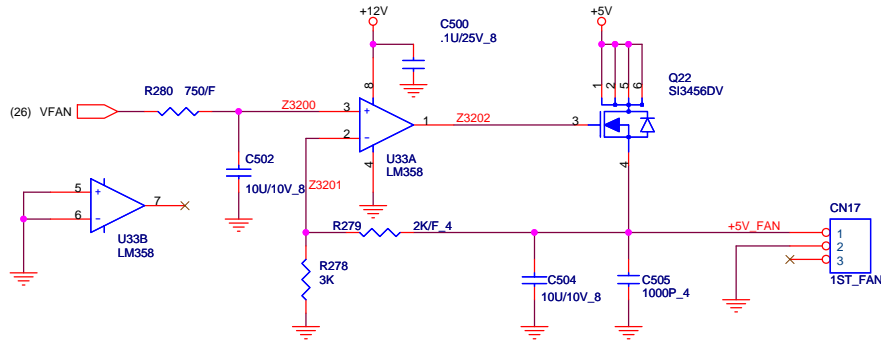 +12V
+5V
C500
.1U/25V_8
Q22
SI3456DV
8
1
2
5
6
R280 750/F
(26) VFAN
Z3200
3
+
1
Z3202
3
2
-
U33A
LM358
4
4
C502
10U/10V_8
Z3201
5
+
7
6
-
U33B
LM358
R279
2K/F_4
+5V_FAN
CN17
1
2
3
1ST_FAN
R278
3K
C504
10U/10V_8
C505
1000P_4